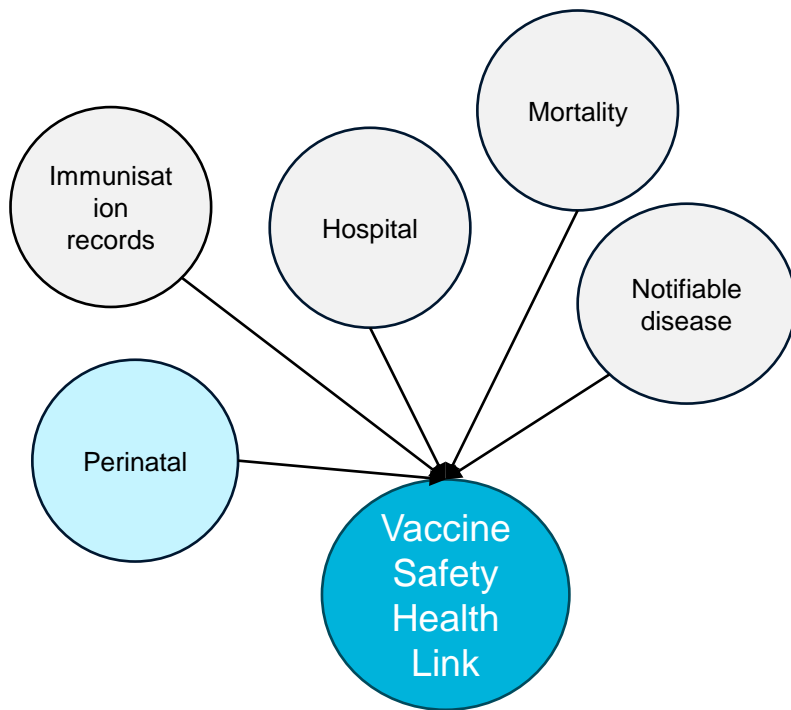 Mortality
Immunisat
ion
records
Hospital
Notifiable
disease
Perinatal
Vaccine
Safety
Health
Link